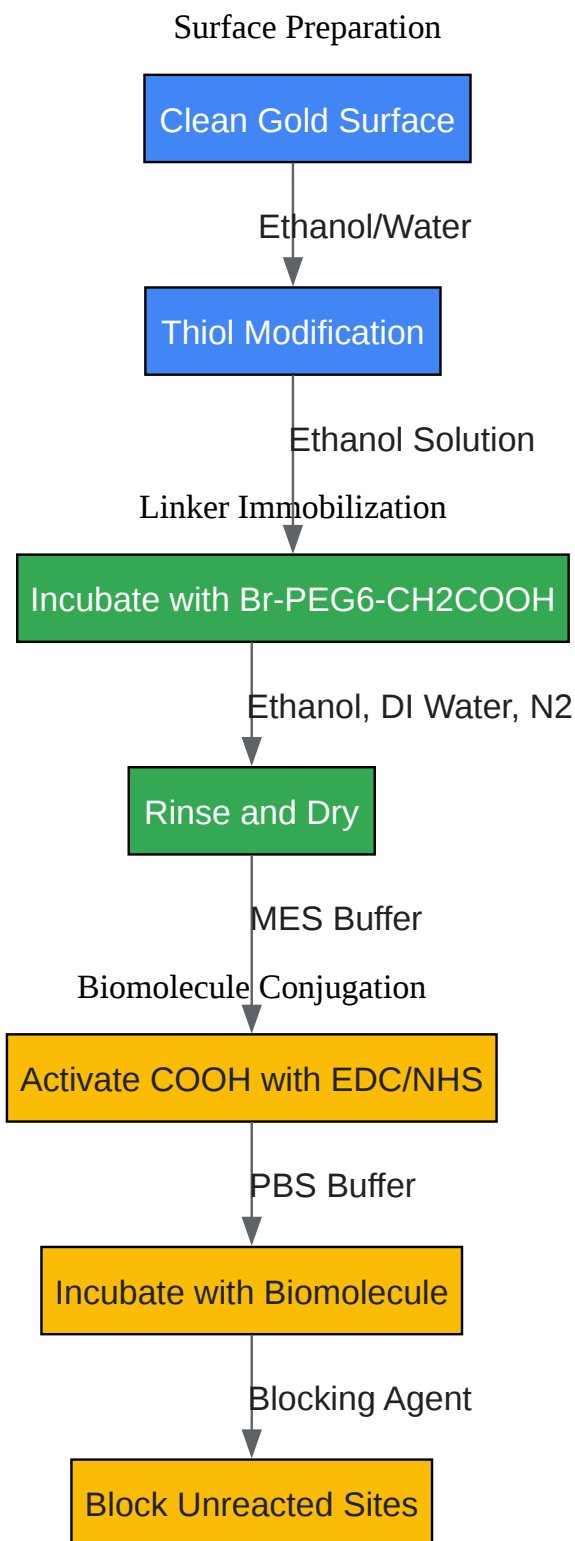 Surface Preparation
Clean Gold Surface
Ethanol/Water
Thiol Modification
Ethanol Solution
Linker Immobilization
Incubate with Br-PEG6-CH2COOH
Ethanol, DI Water, N2
Rinse and Dry
MES Buffer
Biomolecule Conjugation
Activate COOH with EDC/NHS
PBS Buffer
Incubate with Biomolecule
Blocking Agent
Block Unreacted Sites